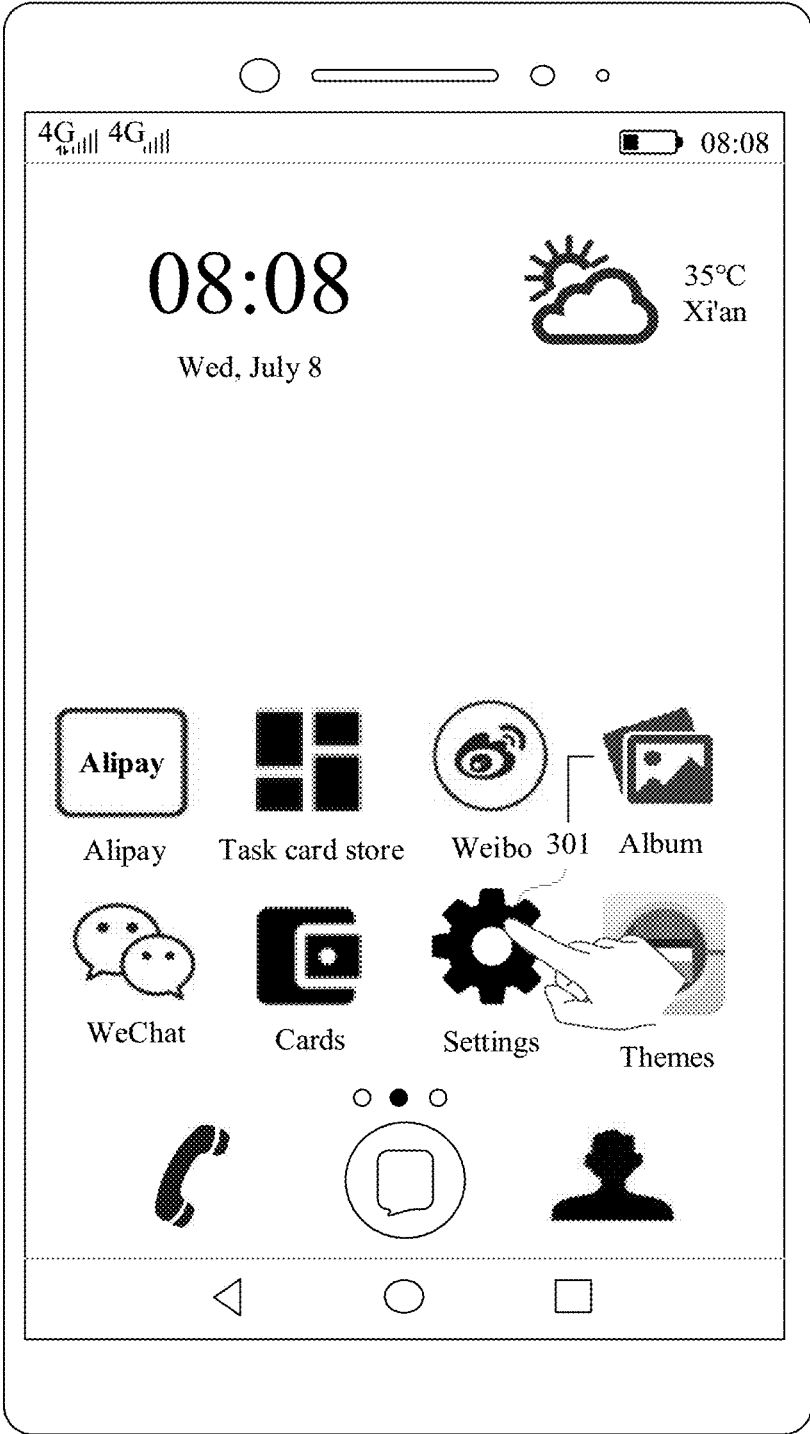 4G 4G 08:08
08:08
35°C
Xi'an
Wed, July 8
Alipay
Alipay Task card store Weibo 301 Album
WeChat Cards Settings Themes